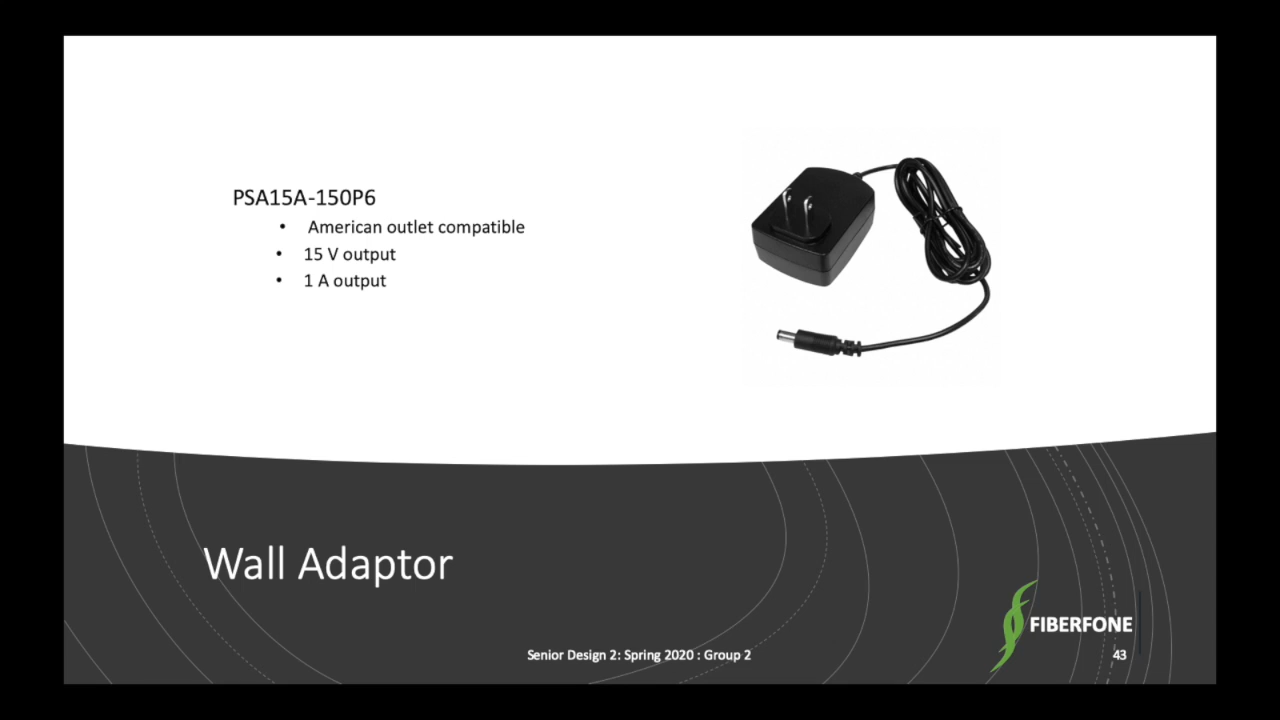 PSA15A-150P6
• American outlet compatible
• 15 V output
• 1 A output
Wall Adaptor
FIBERFONE
Senior Design 2: Spring 2020 : Group 2
43